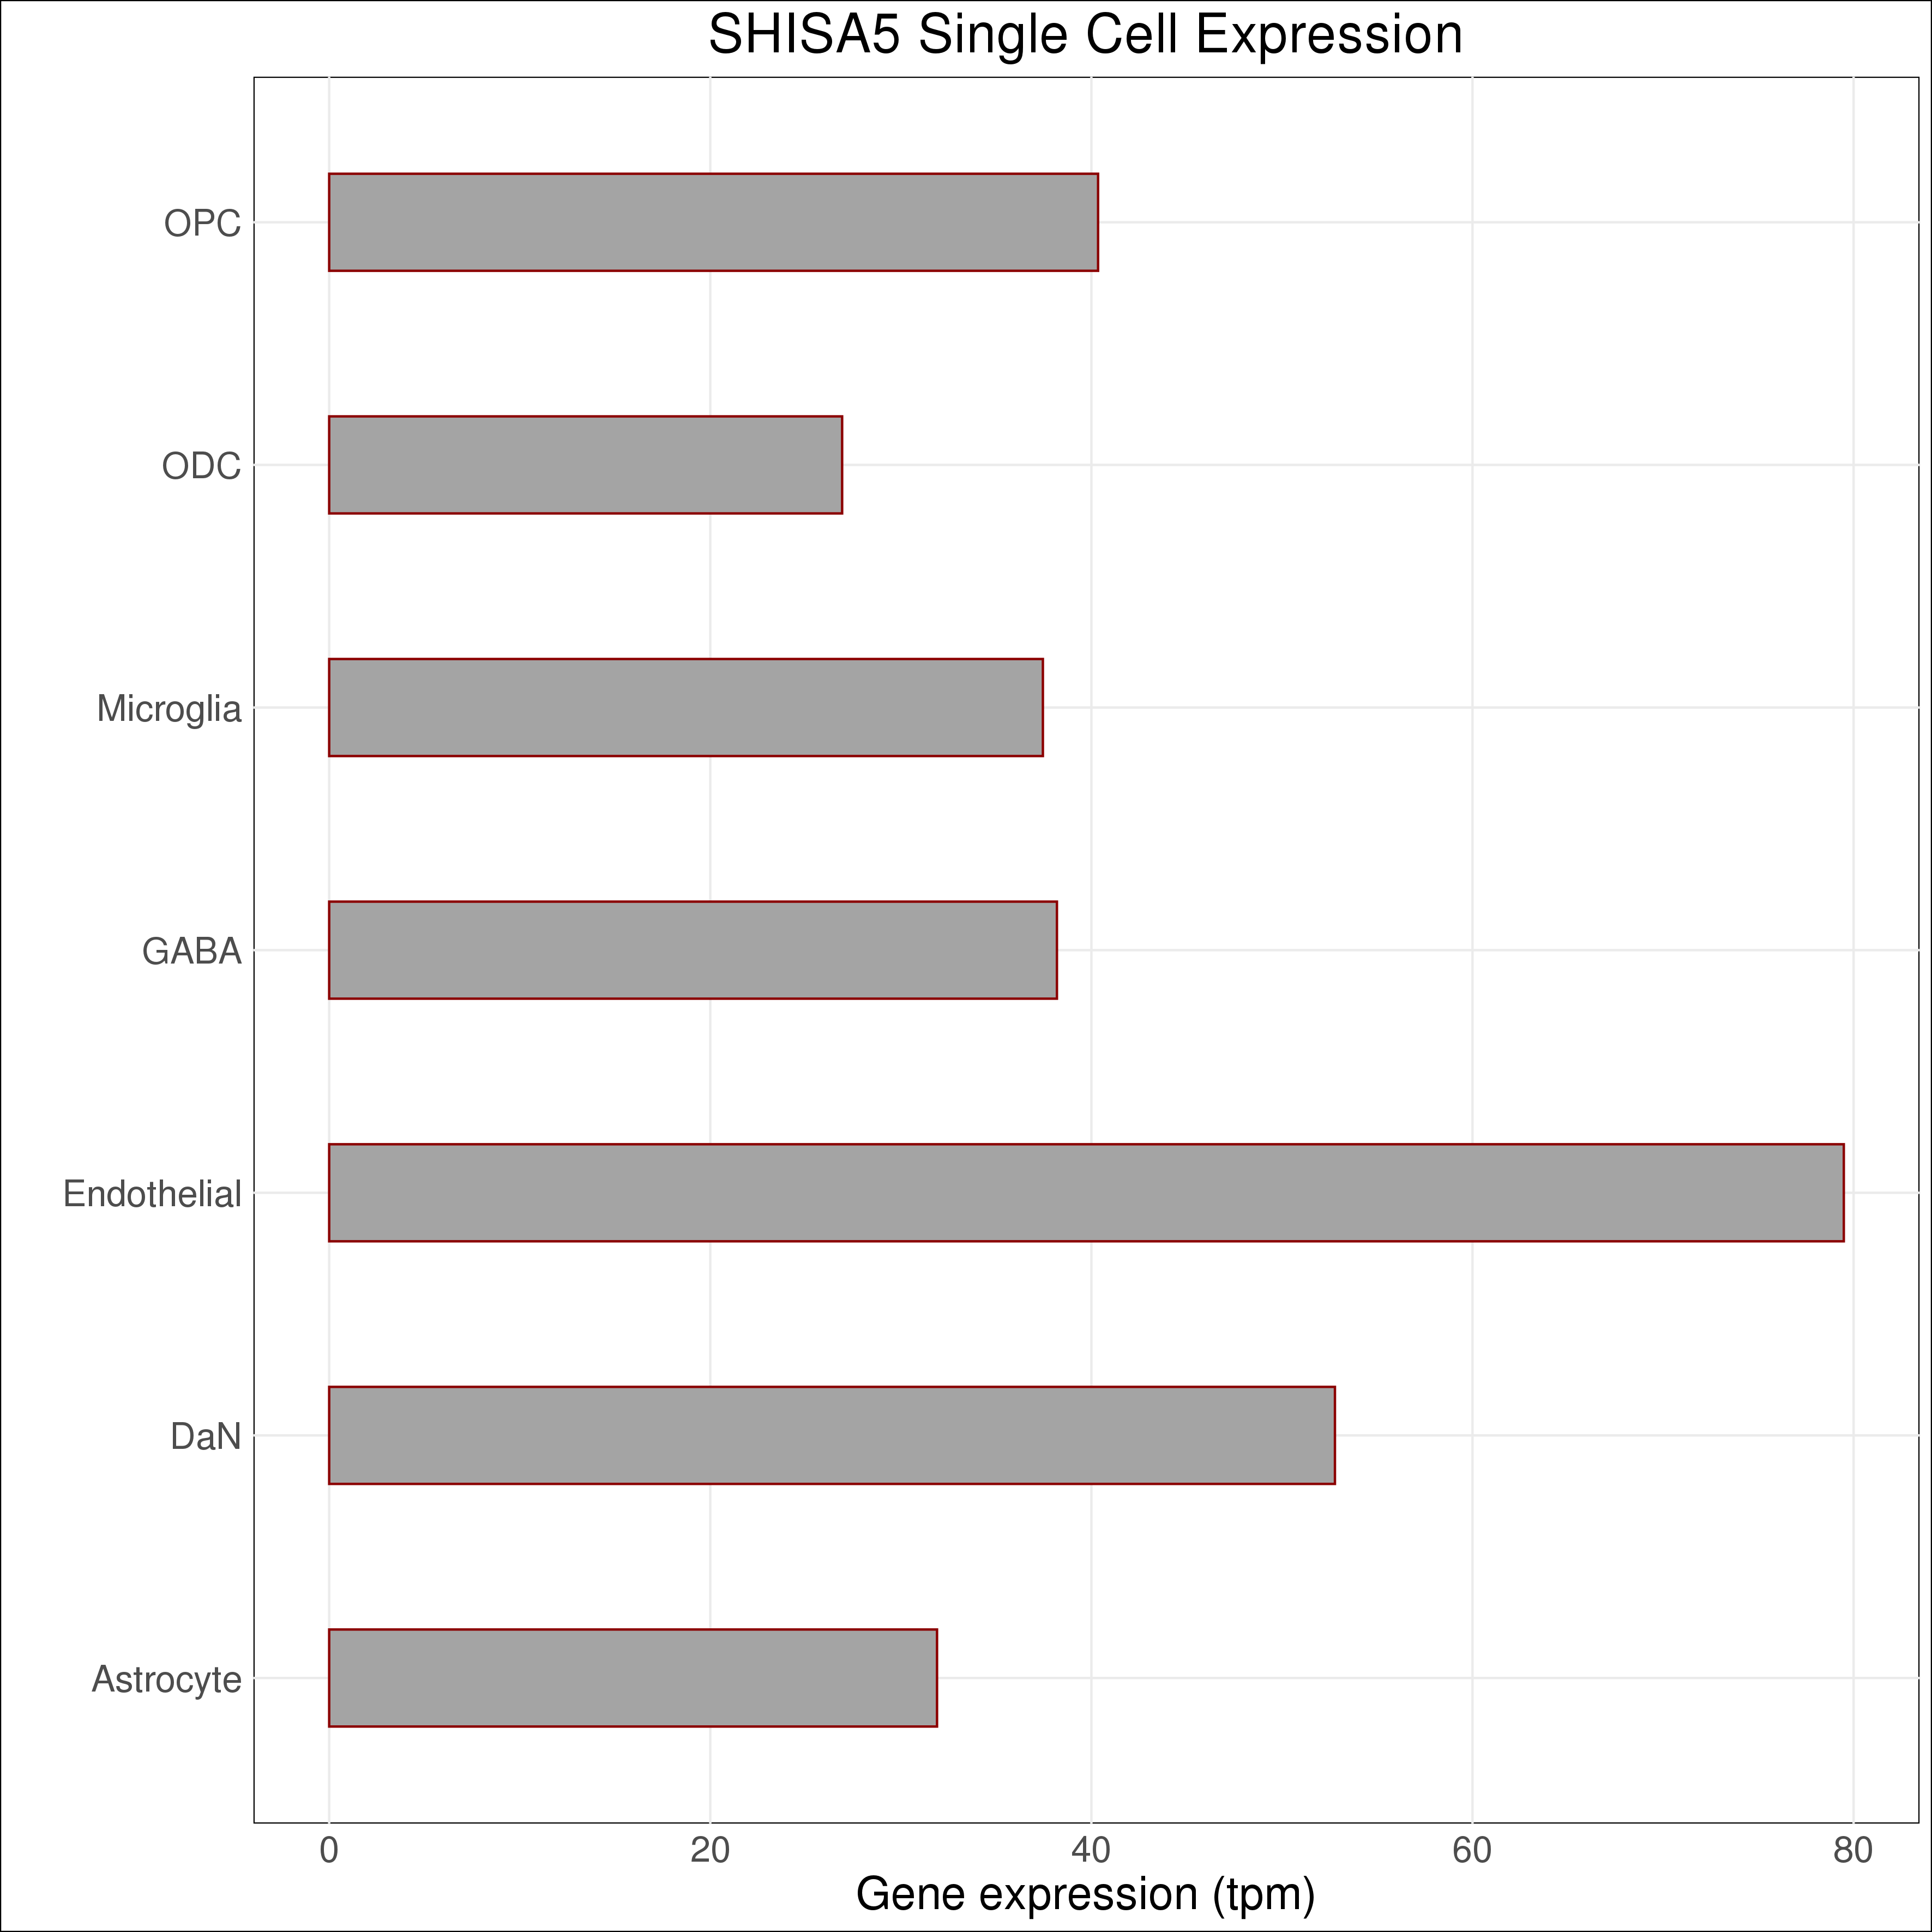 SHISA5 Single Cell Expression
OPC
ODC
Microglia
GABA
Endothelial
DaN
Astrocyte
0 20 40 60 80
Gene expression (tpm)